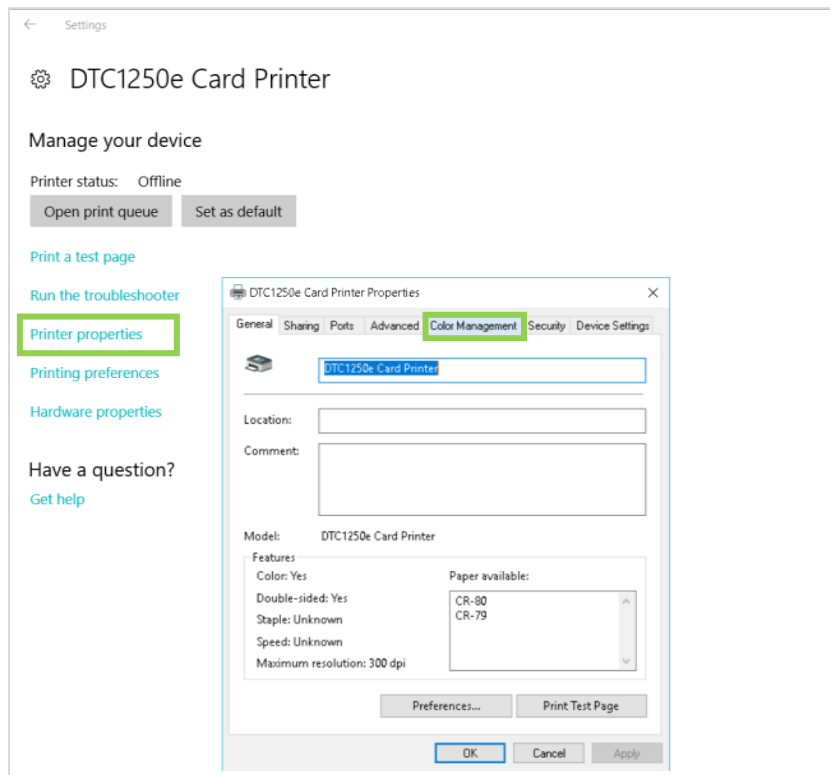 Settings
DTC1250e Card Printer
Manage your device
Printer status: Offline
Open print queue Set as default
Print a test page
Run the troubleshooter
Printer properties
Printing preferences
Hardware properties
Have a question?
Get help
DTC1250e Card Printer Properties
General Sharing Ports Advanced Color Management Security Device Settings
DTC1250e Card Printer
Location:
Comment:
Model: DTC1250e Card Printer
Features
Color: Yes
Double-sided: Yes
Staple: Unknown
Speed: Unknown
Maximum resolution: 300 dpi
Paper available:
CR-80
CR-79
Preferences... Print Test Page
OK Cancel Apply